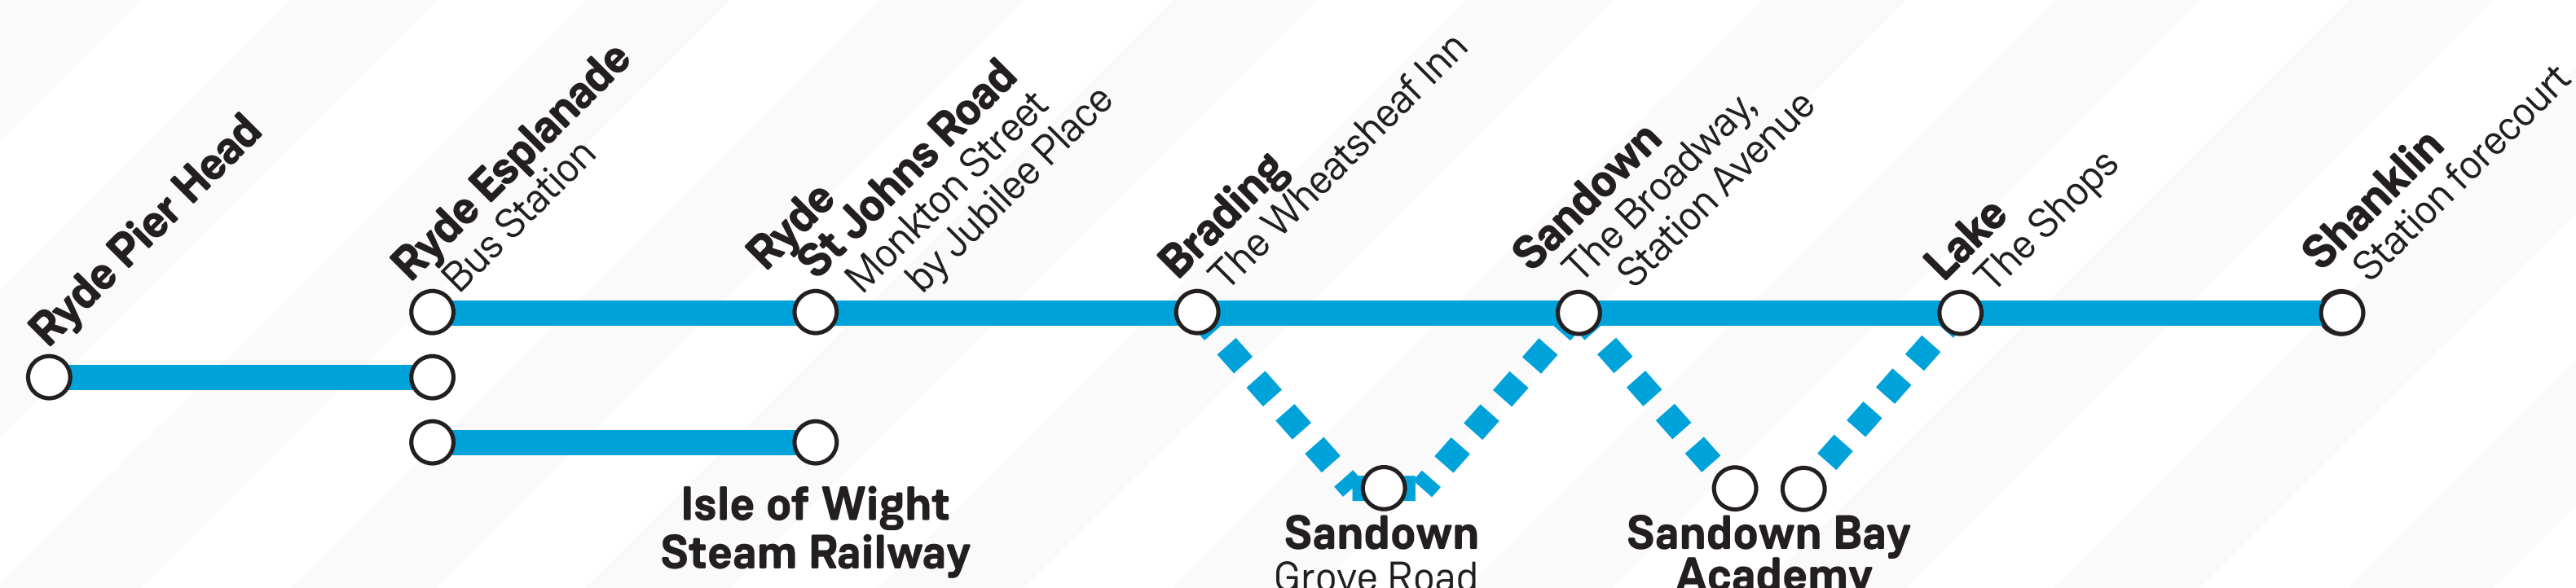 Ryde Pier Head
Ryde Esplanade
Bus Station
Ryde
St Johns Road
Monkton Street
by Jubilee Place
Brading
The Wheatsheaf Inn
Sandown
The Broadway,
Station Avenue
Lake
The Shops
Shanklin
Station forecourt
Isle of Wight
Steam Railway
Sandown
Grove Road
Sandown Bay
Academy